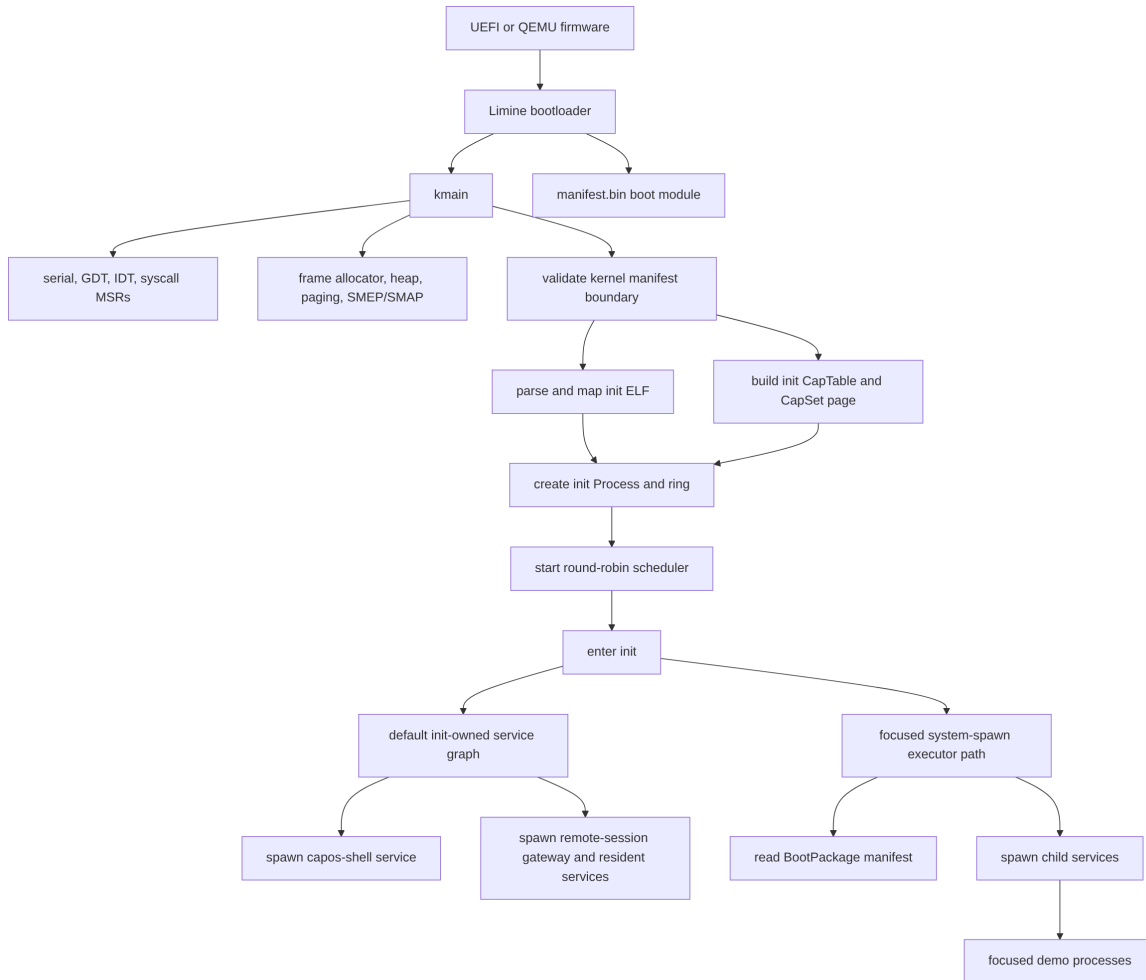 UEFI or QEMU firmware
Limine bootloader
kmain
manifest.bin boot module
serial, GDT, IDT, syscall
MSRs
frame allocator, heap,
paging, SMEP/SMAP
validate kernel manifest
boundary
parse and map init ELF
build init CapTable and
CapSet page
create init Process and ring
start round-robin scheduler
enter init
default init-owned service
graph
focused system-spawn
executor path
spawn capos-shell service
spawn remote-session
gateway and resident
services
read BootPackage manifest
spawn child services
focused demo processes